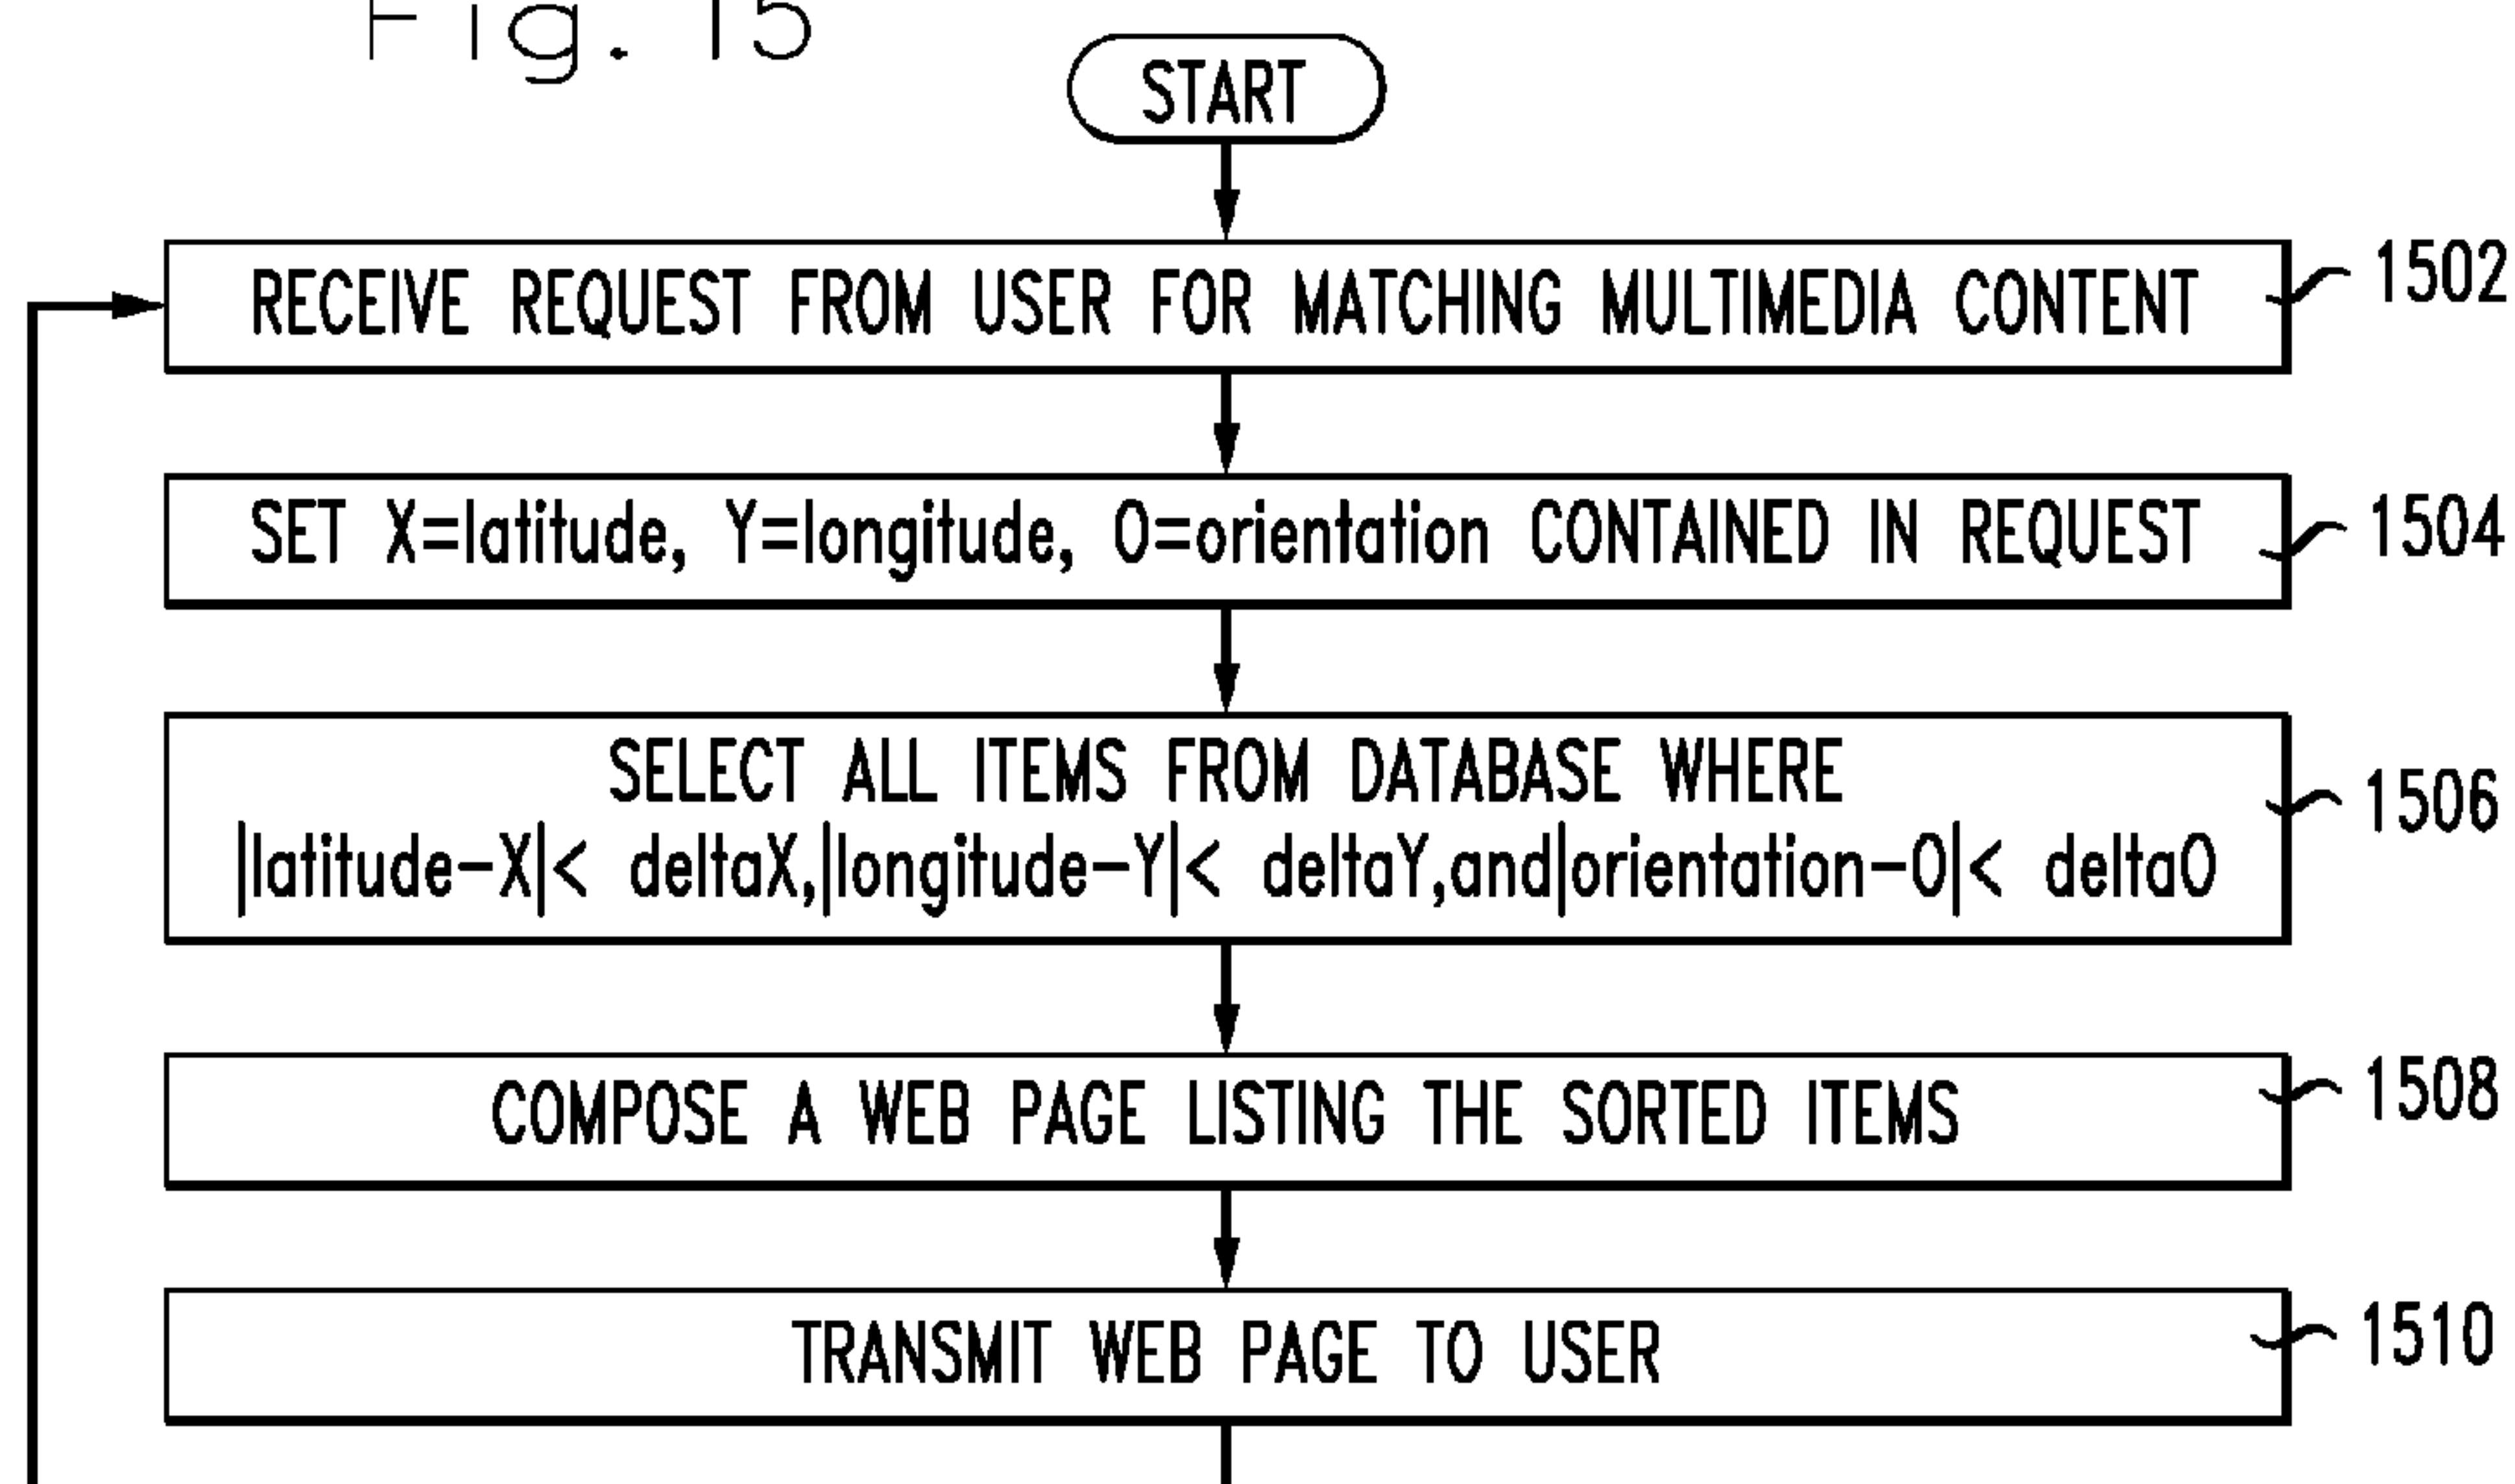 Fig. 15
START
RECEIVE REQUEST FROM USER FOR MATCHING MULTIMEDIA CONTENT
1502
SET X=latitude, Y=longitude, O=orientation CONTAINED IN REQUEST
1504
SELECT ALL ITEMS FROM DATABASE WHERE
|latitude-X|< deltaX,|longitude-Y|< deltaY,and|orientation-O|< deltaO
1506
COMPOSE A WEB PAGE LISTING THE SORTED ITEMS
1508
TRANSMIT WEB PAGE TO USER
1510